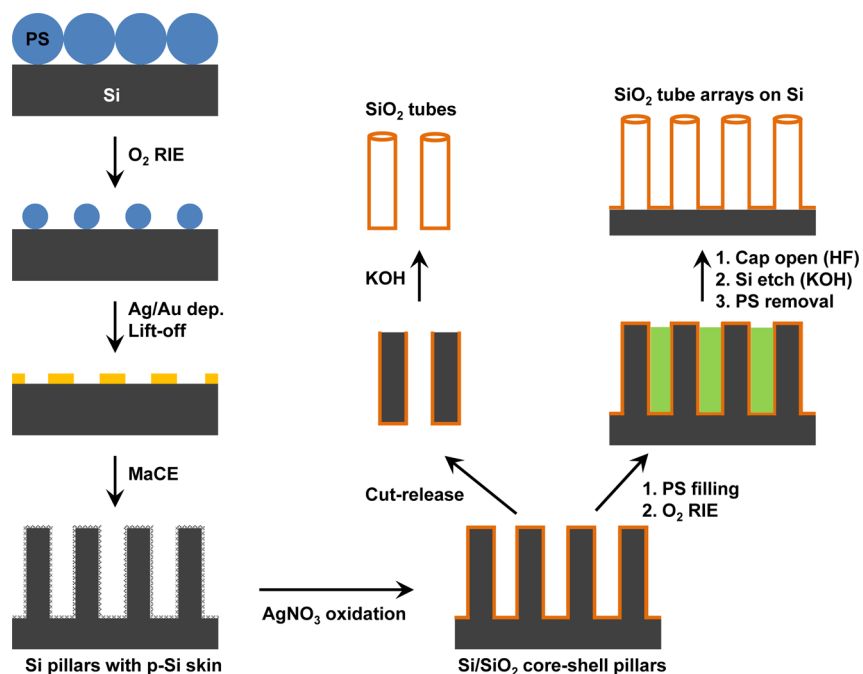 PS
Si
O₂ RIE
Ag/Au dep.
Lift-off
MaCE
Si pillars with p-Si skin
AgNO₃ oxidation
Si/SiO₂ core-shell pillars
Cut-release
KOH
SiO₂ tubes
1. PS filling
2. O₂ RIE
1. Cap open (HF)
2. Si etch (KOH)
3. PS removal
SiO₂ tube arrays on Si